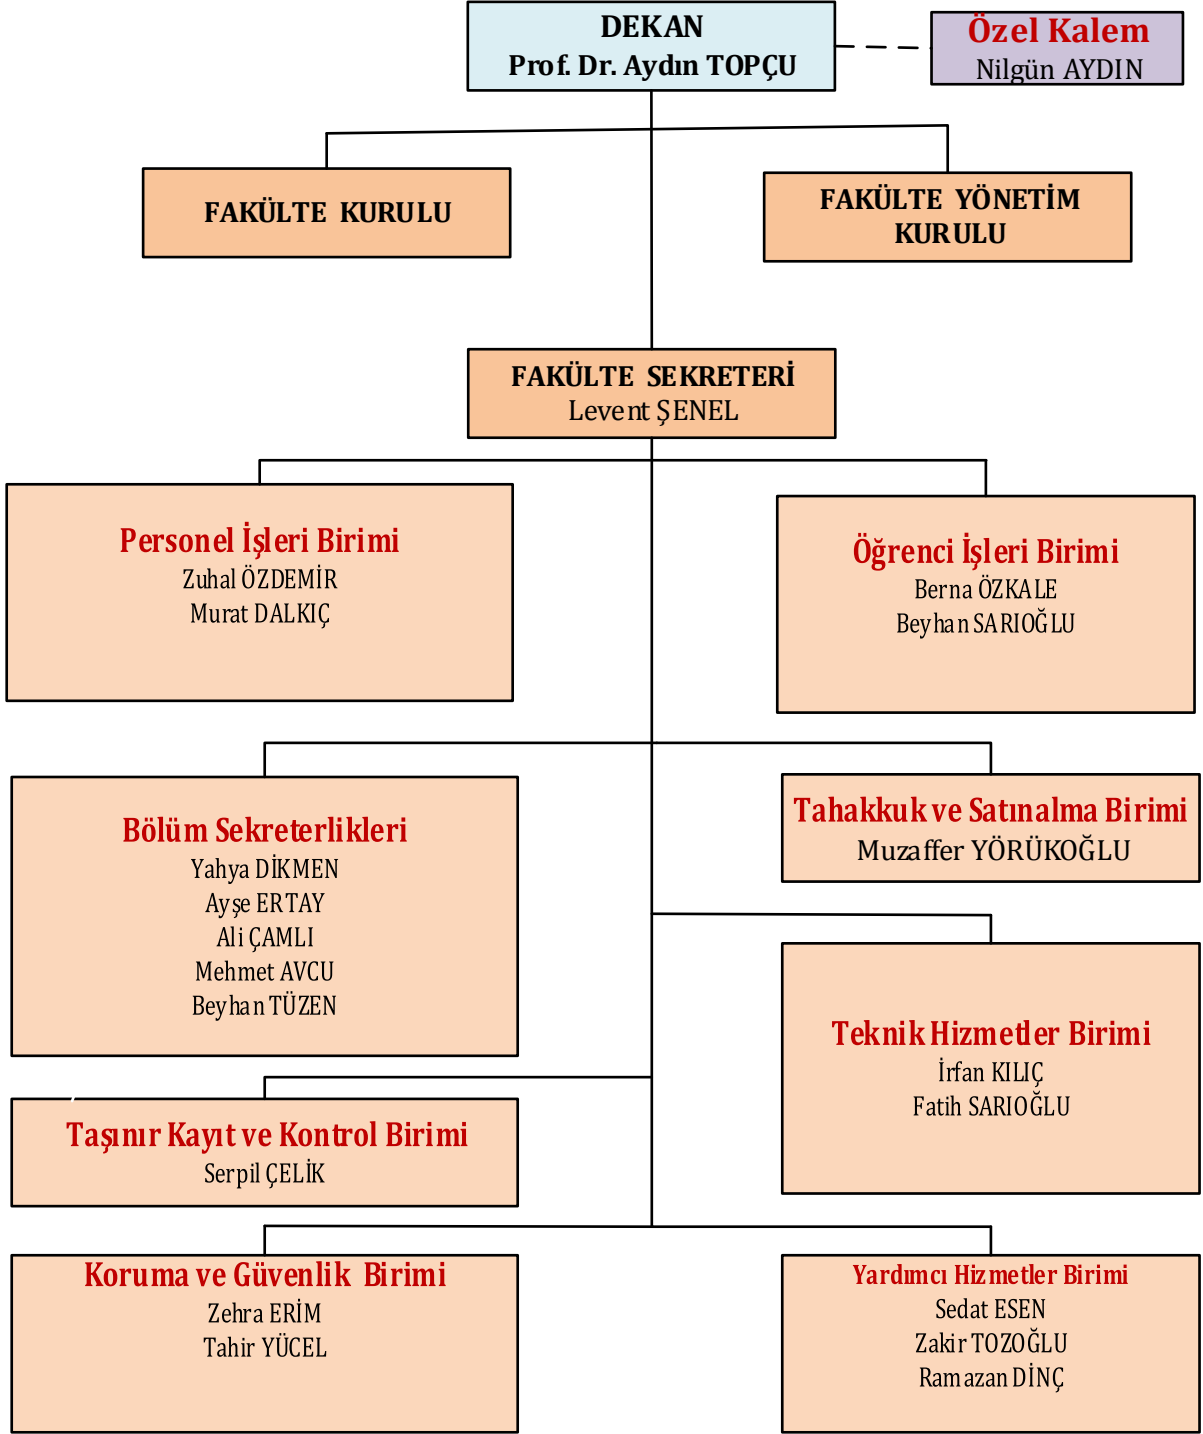 DEKAN
Prof. Dr. Aydın TOPÇU
Özel Kalem
Nilgün AYDIN
FAKÜLTE KURULU
FAKÜLTE YÖNETİM
KURULU
FAKÜLTE SEKRETERİ
Levent ŞENEL
Personel İşleri Birimi
Zuhal ÖZDEMİR
Murat DALKIÇ
Öğrenci İşleri Birimi
Berna ÖZKALE
Beyhan SARIOĞLU
Bölüm Sekreterlikleri
Yahya DİKMEN
Ayşe ERTAY
Ali ÇAMLI
Mehmet AVCU
Beyhan TÜZEN
Tahakkuk ve Satınalma Birimi
Muzaffer YÖRÜKOĞLU
Teknik Hizmetler Birimi
İrfan KILIÇ
Fatih SARIOĞLU
Taşınır Kayıt ve Kontrol Birimi
Serpil ÇELİK
Koruma ve Güvenlik Birimi
Zehra ERİM
Tahir YÜCEL
Yardımcı Hizmetler Birimi
Sedat ESEN
Zakir TOZOĞLU
Ramazan DİNÇ